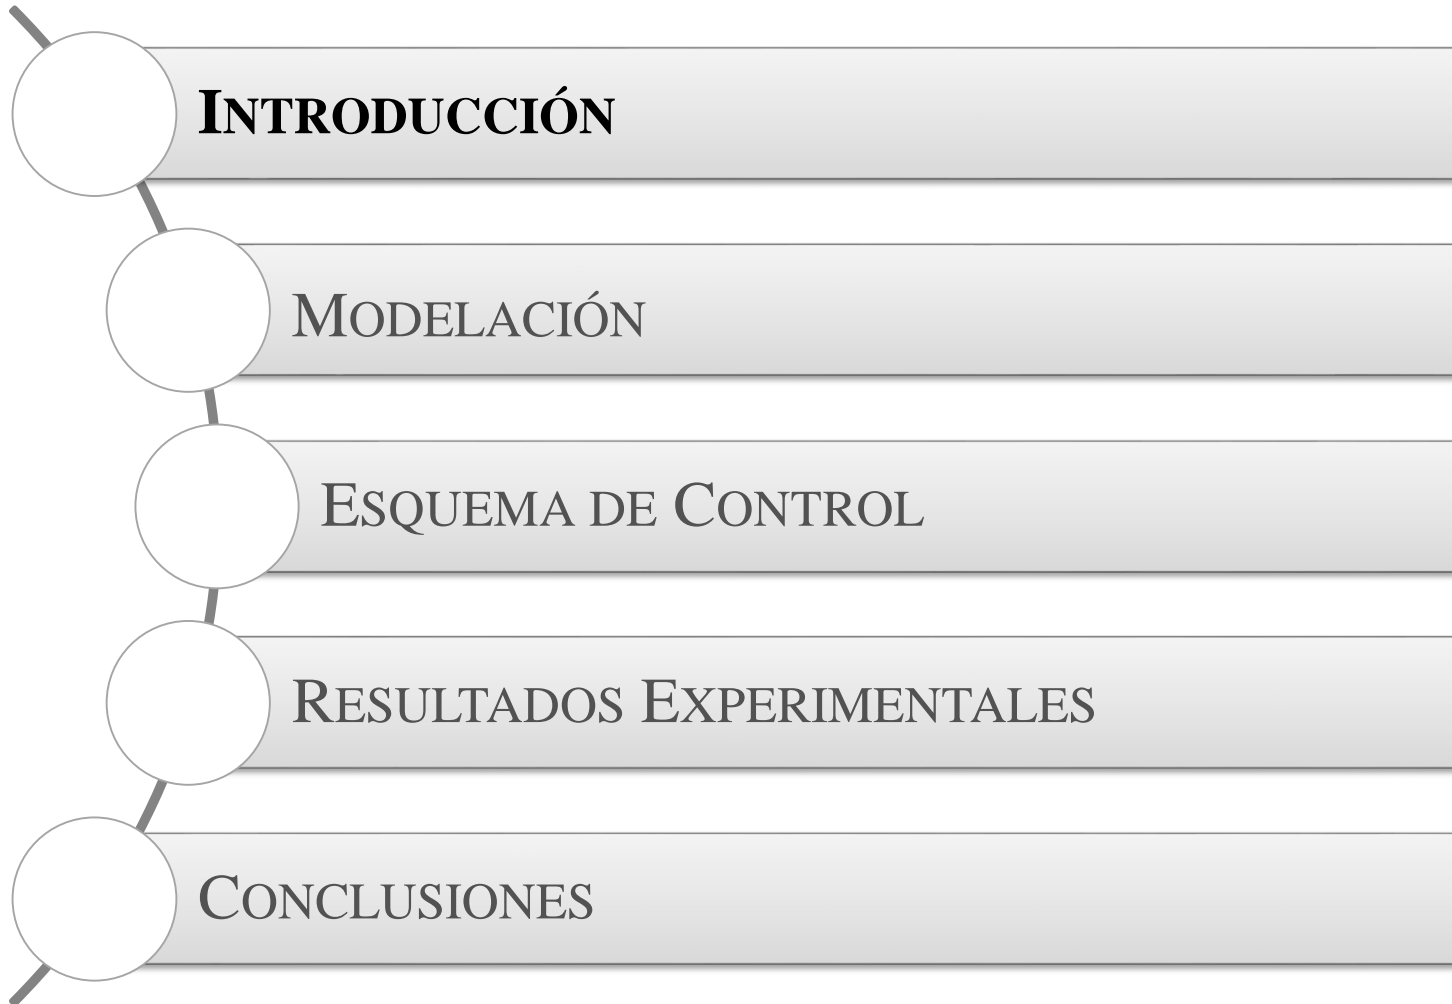 INTRODUCCIÓN
MODELACIÓN
ESQUEMA DE CONTROL
RESULTADOS EXPERIMENTALES
CONCLUSIONES